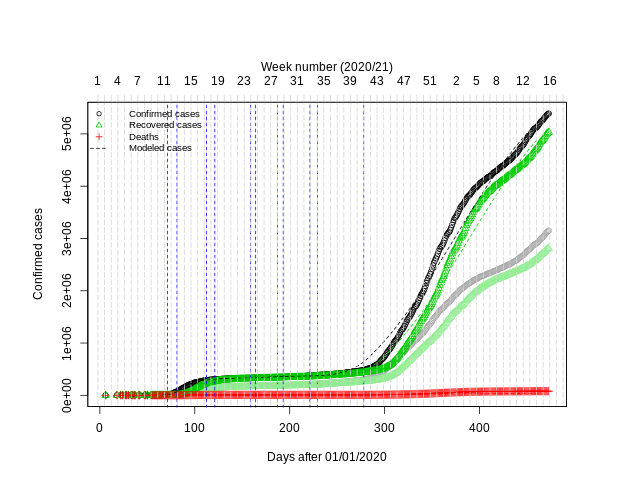 Week number (2020/21)
1 4 7 11 15 19 23 27 31 35 39 43 47 51 2 5 8 12 16
Confirmed cases
Recovered cases
Deaths
Modeled cases
5e+06
4e+06
3e+06
2e+06
1e+06
0e+00
Confirmed cases
0 100 200 300 400
Days after 01/01/2020